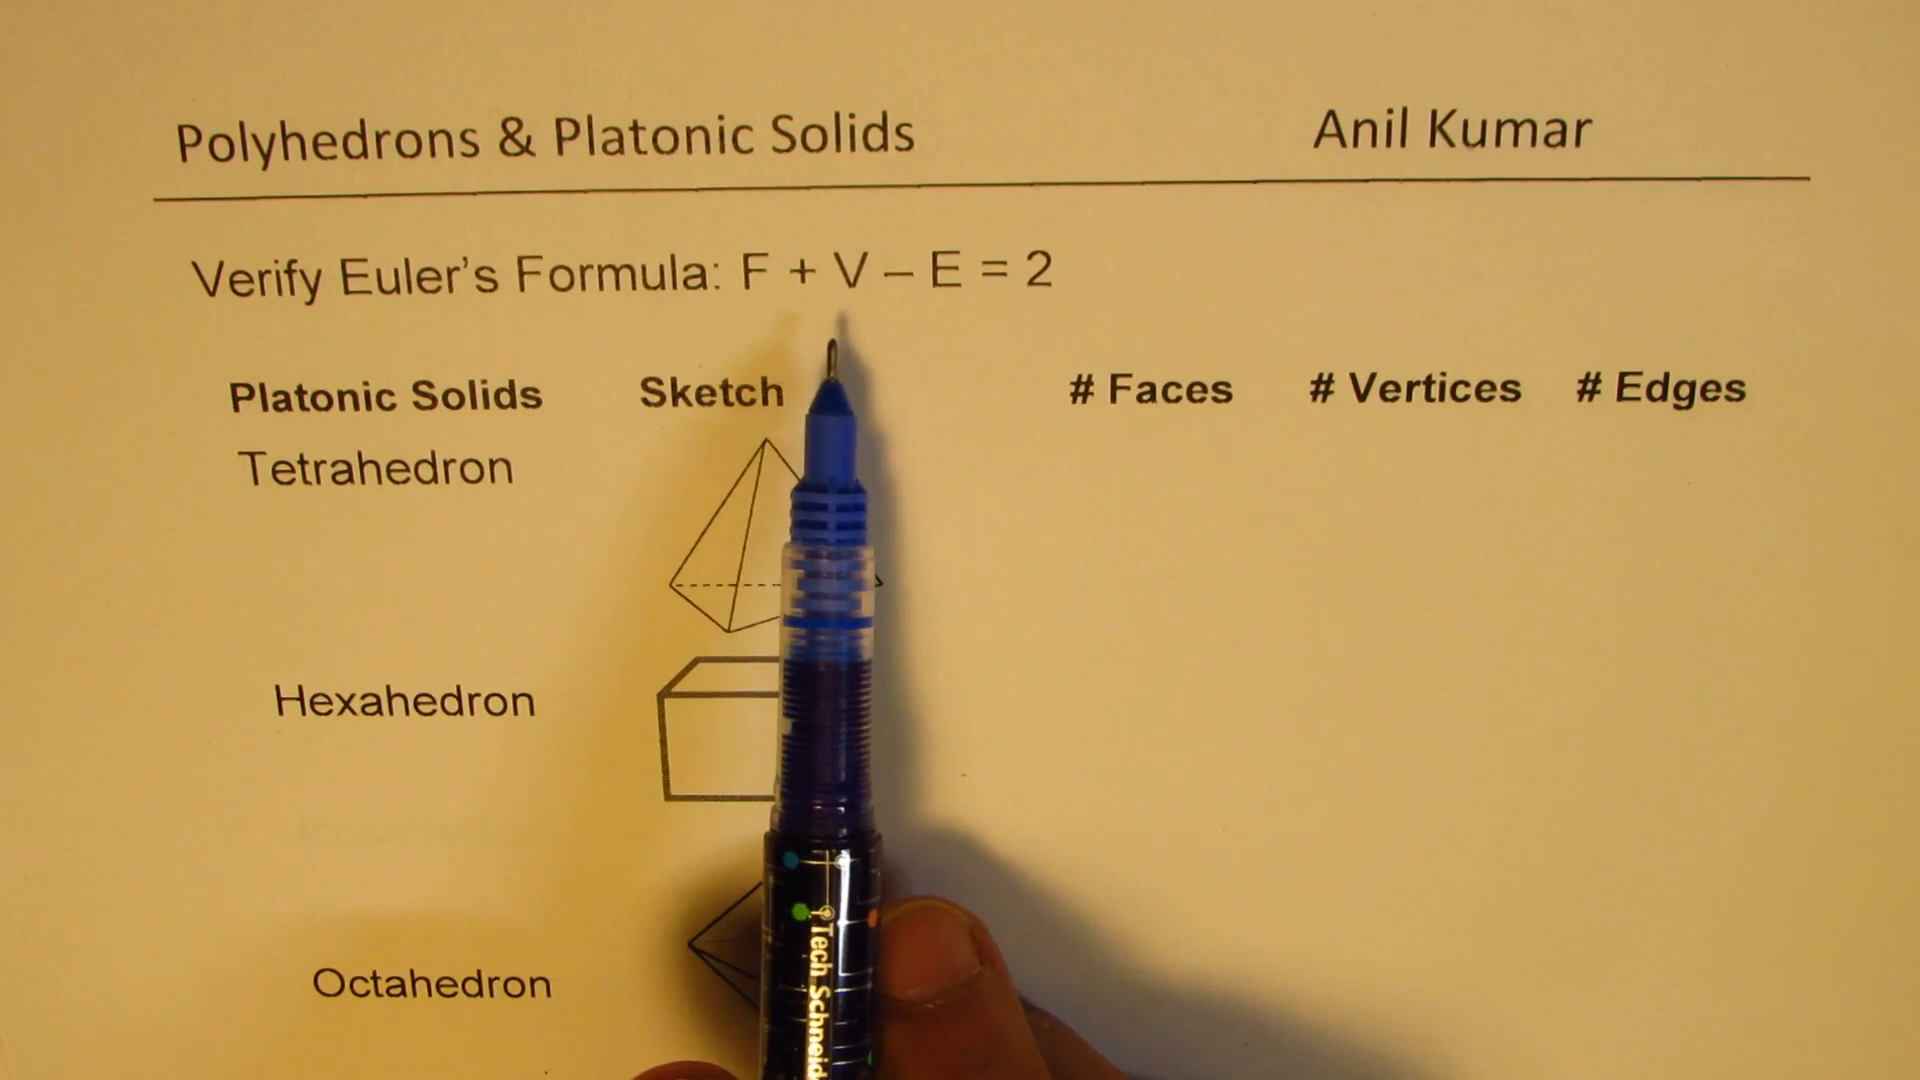 Polyhedrons & Platonic Solids Anil Kumar
Verify Euler's Formula: F + V – E = 2
Platonic Solids Sketch # Faces # Vertices # Edges
Tetrahedron
Hexahedron
Octahedron
Tech Schneid